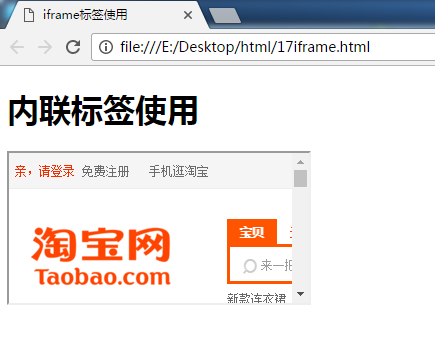 iframe标签使用
file:///E:/Desktop/html/17iframe.html
内联标签使用
亲，请登录 免费注册 手机逛淘宝
淘宝网
Taobao.com
宝贝
来一把
新款连衣裙